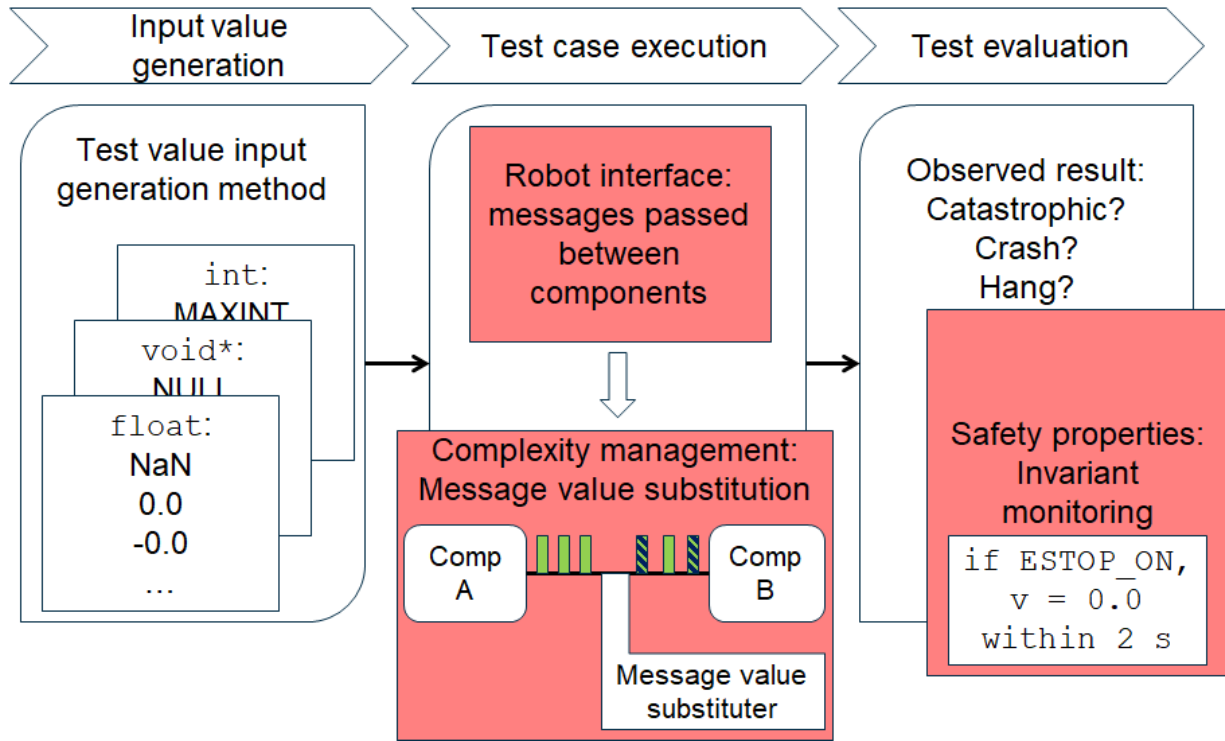 Input value
generation
Test case execution
Test evaluation
Test value input
generation method
int:
MAXINT
void*:
NULL
float:
NaN
0.0
-0.0
...
Robot interface:
messages passed
between
components
Complexity management:
Message value substitution
Comp
A
Comp
B
Message value
substituter
Observed result:
Catastrophic?
Crash?
Hang?
Safety properties:
Invariant
monitoring
if ESTOP_ON,
v = 0.0
within 2 s